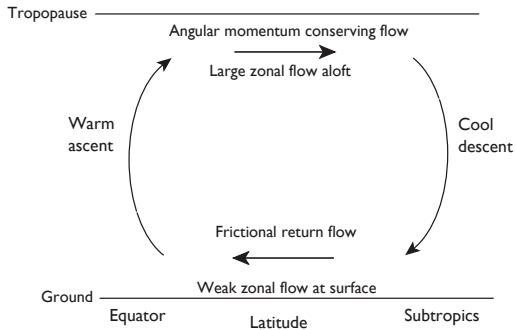 Tropopause
Angular momentum conserving flow
Large zonal flow aloft
Warm
ascent
Cool
descent
Frictional return flow
Weak zonal flow at surface
Ground
Equator
Latitude
Subtropics